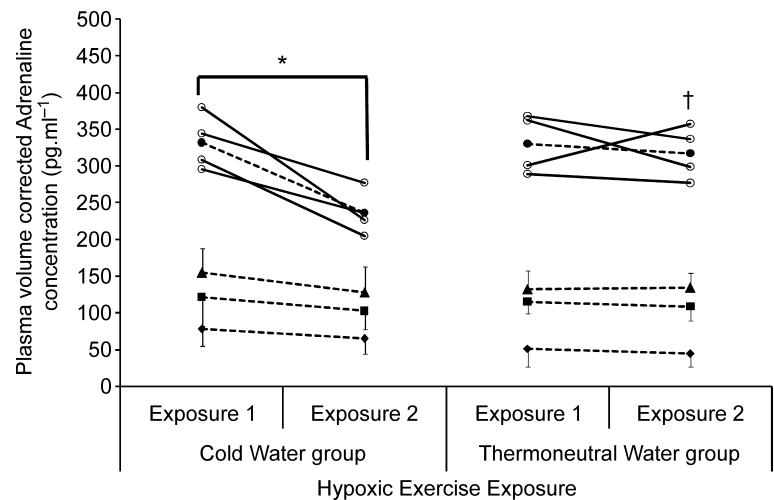 Plasma volume corrected Adrenaline
concentration (pg.ml⁻¹)
500
450
400
350
300
250
200
150
100
50
0
*
†
Exposure 1 Exposure 2 Exposure 1 Exposure 2
Cold Water group Thermoneutral Water group
Hypoxic Exercise Exposure